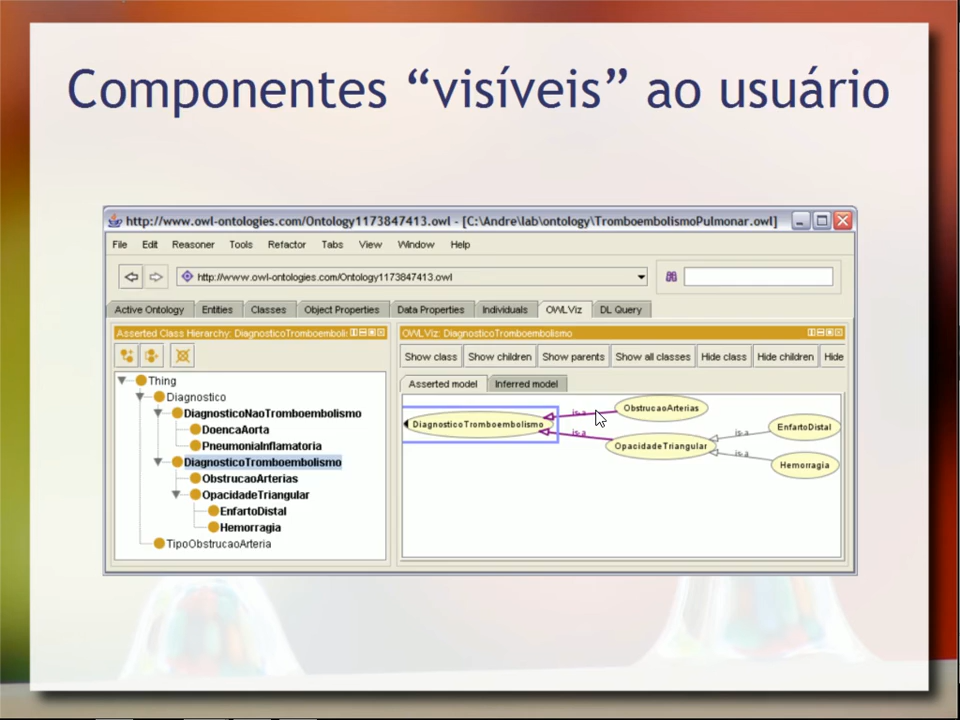 Componentes “visíveis” ao usuário
http://www.owl-ontologies.com/Ontology1173847413.owl - [C:\Andre\lab\ontology\TromboembolismoPulmonar.owl]
File Edit Reasoner Tools Refactor Tabs View Window Help
http://www.owl-ontologies.com/Ontology1173847413.owl
Active Ontology Entities Classes Object Properties Data Properties Individuals OWLViz DL Query
Asserted Class Hierarchy: DiagnosticoTromboemboli
Thing
Diagnostico
DiagnosticoNaoTromboembolismo
DoencaAorta
PneumoniaInflamatoria
DiagnosticoTromboembolismo
ObstrucaoArterias
OpacidadeTriangular
EnfartoDistal
Hemorragia
TipoObstrucaoArteria
OWLViz: DiagnosticoTromboembolismo
Show class Show children Show parents Show all classes Hide class Hide children Hide
Asserted model Inferred model
DiagnosticoTromboembolismo
is-a
ObstrucaoArterias
is-a
OpacidadeTriangular
is-a
EnfartoDistal
is-a
Hemorragia